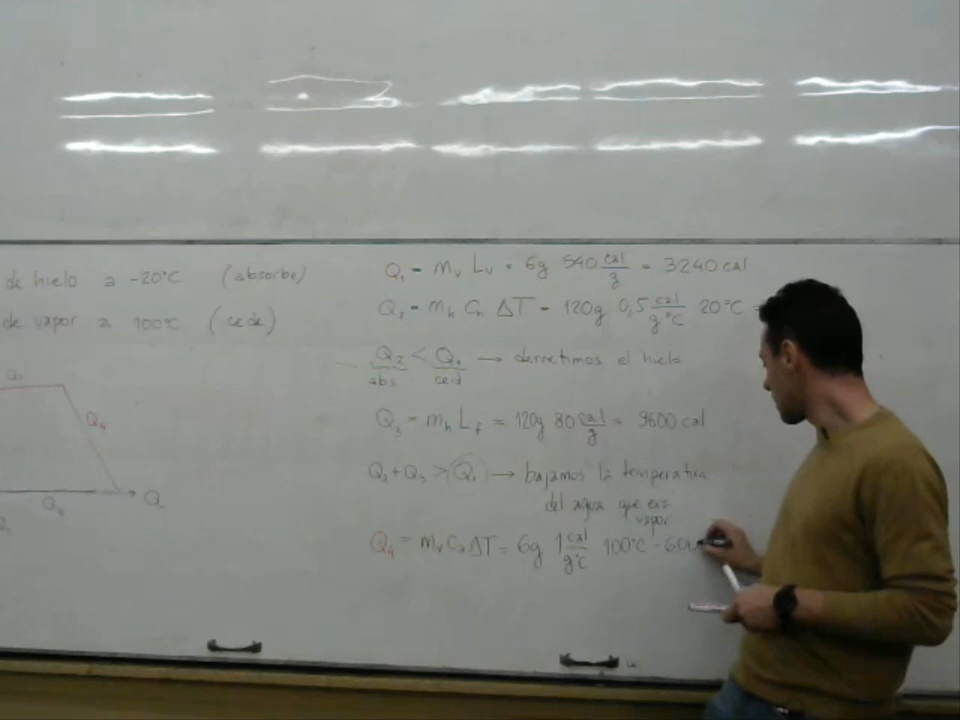 de hielo a -20°C (absorbe)
de vapor a 100°C (cede)
Q₄
Q
Q₁ = mᵥ Lᵥ = 6g 540 cal/g = 3240 cal
Q₂ = mₕ Cₕ ΔT = 120g 0,5 cal/g°C 20°C =
Q₂ < Q₁ → derretimos el hielo
abs. ced
Q₃ = mₕ L_f = 120g 80 cal/g = 9600 cal
Q₂ + Q₃ > Q₁ → bajamos la temperatura
del agua que era
vapor
Q₄ = mᵥ Cₐ ΔT = 6g 1 cal/g°C 100°C =